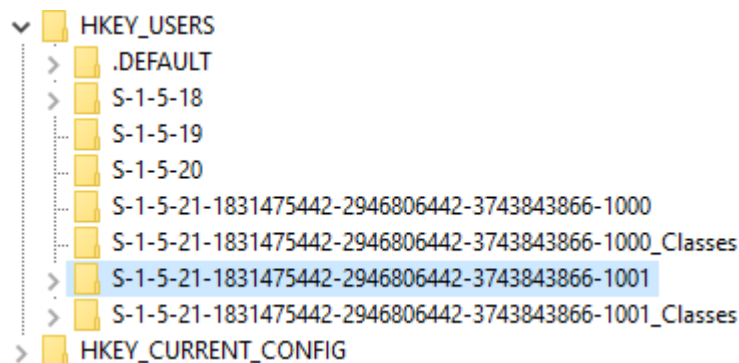 HKEY_USERS
.DEFAULT
S-1-5-18
S-1-5-19
S-1-5-20
S-1-5-21-1831475442-2946806442-3743843866-1000
S-1-5-21-1831475442-2946806442-3743843866-1000_Classes
S-1-5-21-1831475442-2946806442-3743843866-1001
S-1-5-21-1831475442-2946806442-3743843866-1001_Classes
HKEY_CURRENT_CONFIG